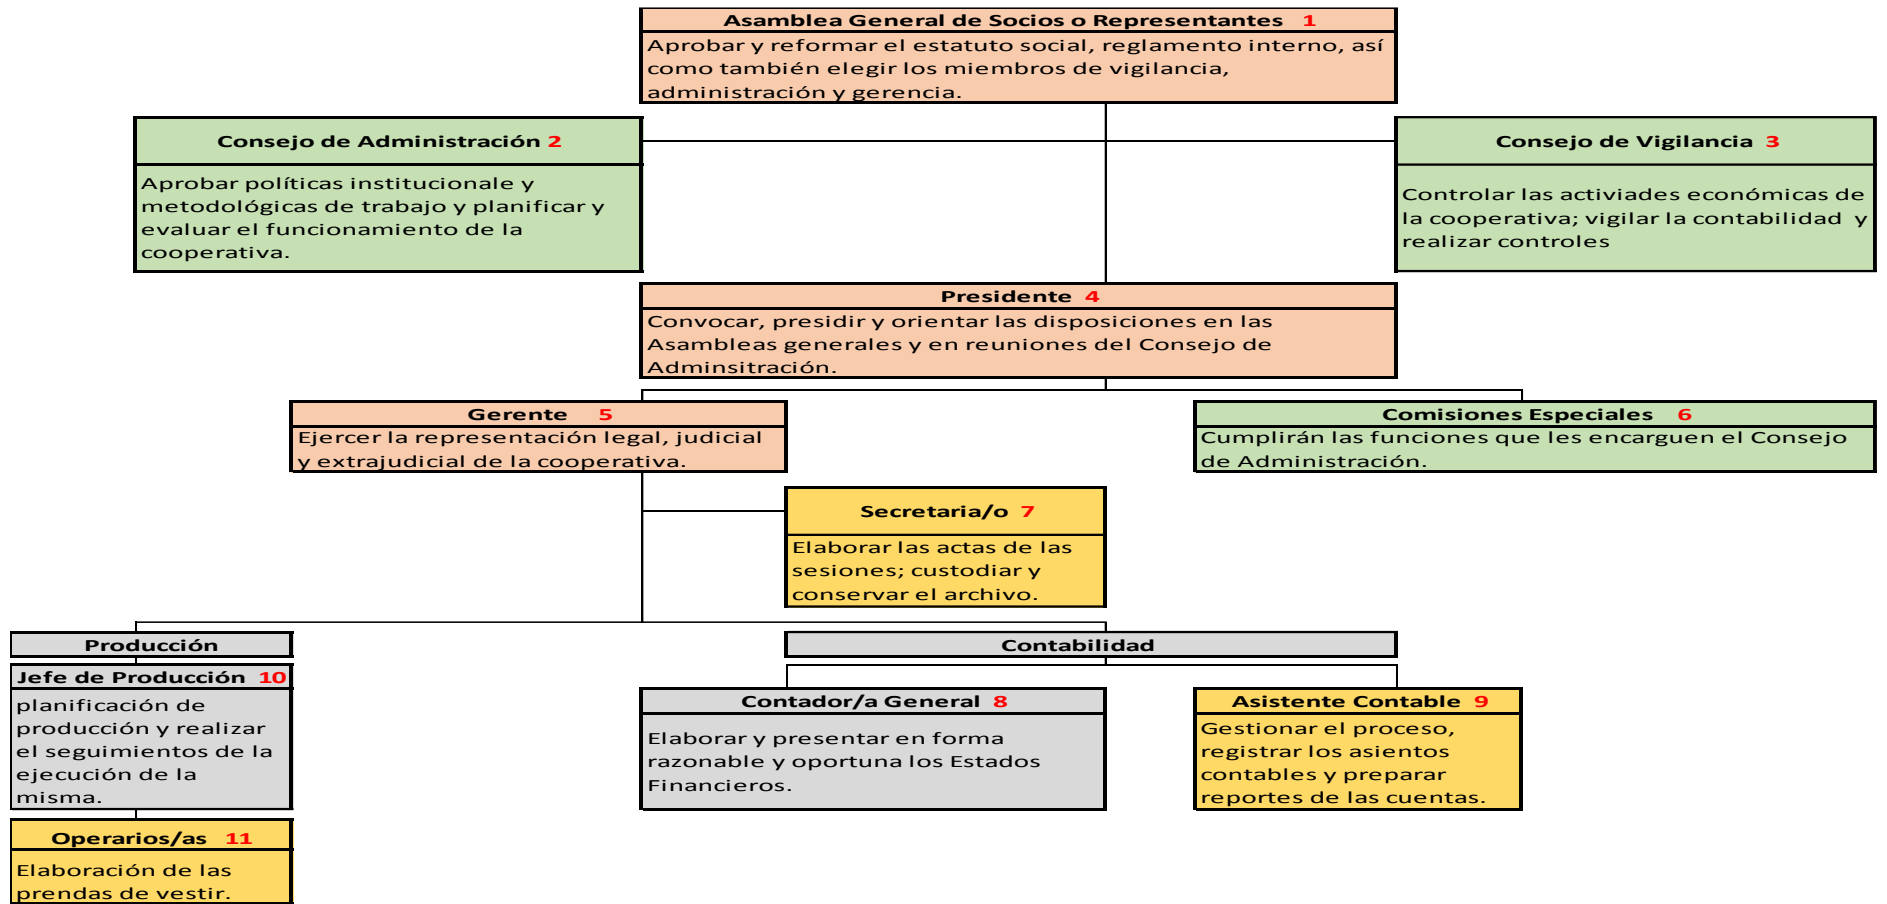 Asamblea General de Socios o Representantes 1
Aprobar y reformar el estatuto social, reglamento interno, así
como también elegir los miembros de vigilancia,
administración y gerencia.
Consejo de Administración 2
Aprobar políticas institucionale y
metodológicas de trabajo y planificar y
evaluar el funcionamiento de la
cooperativa.
Consejo de Vigilancia 3
Controlar las activiades económicas de
la cooperativa; vigilar la contabilidad y
realizar controles
Presidente 4
Convocar, presidir y orientar las disposiciones en las
Asambleas generales y en reuniones del Consejo de
Adminsitración.
Gerente 5
Ejercer la representación legal, judicial
y extrajudicial de la cooperativa.
Comisiones Especiales 6
Cumplirán las funciones que les encarguen el Consejo
de Administración.
Secretaria/o 7
Elaborar las actas de las
sesiones; custodiar y
conservar el archivo.
Producción
Jefe de Producción 10
planificación de
producción y realizar
el seguimientos de la
ejecución de la
misma.
Operarios/as 11
Elaboración de las
prendas de vestir.
Contabilidad
Contador/a General 8
Elaborar y presentar en forma
razonable y oportuna los Estados
Financieros.
Asistente Contable 9
Gestionar el proceso,
registrar los asientos
contables y preparar
reportes de las cuentas.